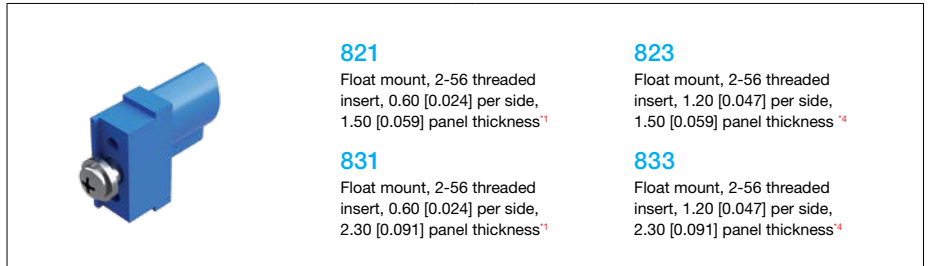 821
Float mount, 2-56 threaded
insert, 0.60 [0.024] per side,
1.50 [0.059] panel thickness*1
831
Float mount, 2-56 threaded
insert, 0.60 [0.024] per side,
2.30 [0.091] panel thickness*1
823
Float mount, 2-56 threaded
insert, 1.20 [0.047] per side,
1.50 [0.059] panel thickness *4
833
Float mount, 2-56 threaded
insert, 1.20 [0.047] per side,
2.30 [0.091] panel thickness*4